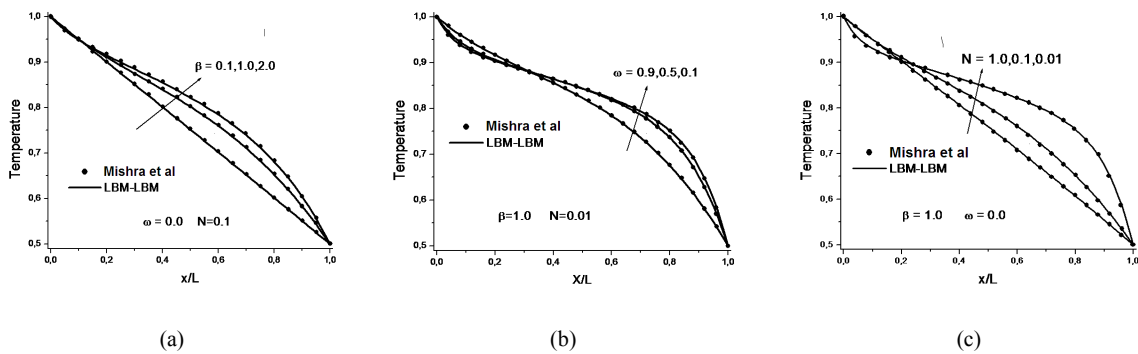 1,0
0,9
0,8
0,7
0,6
0,5
Temperature
β = 0.1,1.0,2.0
Mishra et al
LBM-LBM
ω = 0.0 N=0.1
0,0 0,2 0,4 0,6 0,8 1,0
x/L
(a)
1,0
0,9
0,8
0,7
0,6
0,5
Temperature
ω = 0.9,0.5,0.1
Mishra et al
LBM-LBM
β=1.0 N=0.01
0,0 0,2 0,4 0,6 0,8 1,0
X/L
(b)
1,0
0,9
0,8
0,7
0,6
0,5
Temperature
N = 1.0,0.1,0.01
Mishra et al
LBM-LBM
β = 1.0 ω = 0.0
0,0 0,2 0,4 0,6 0,8 1,0
x/L
(c)